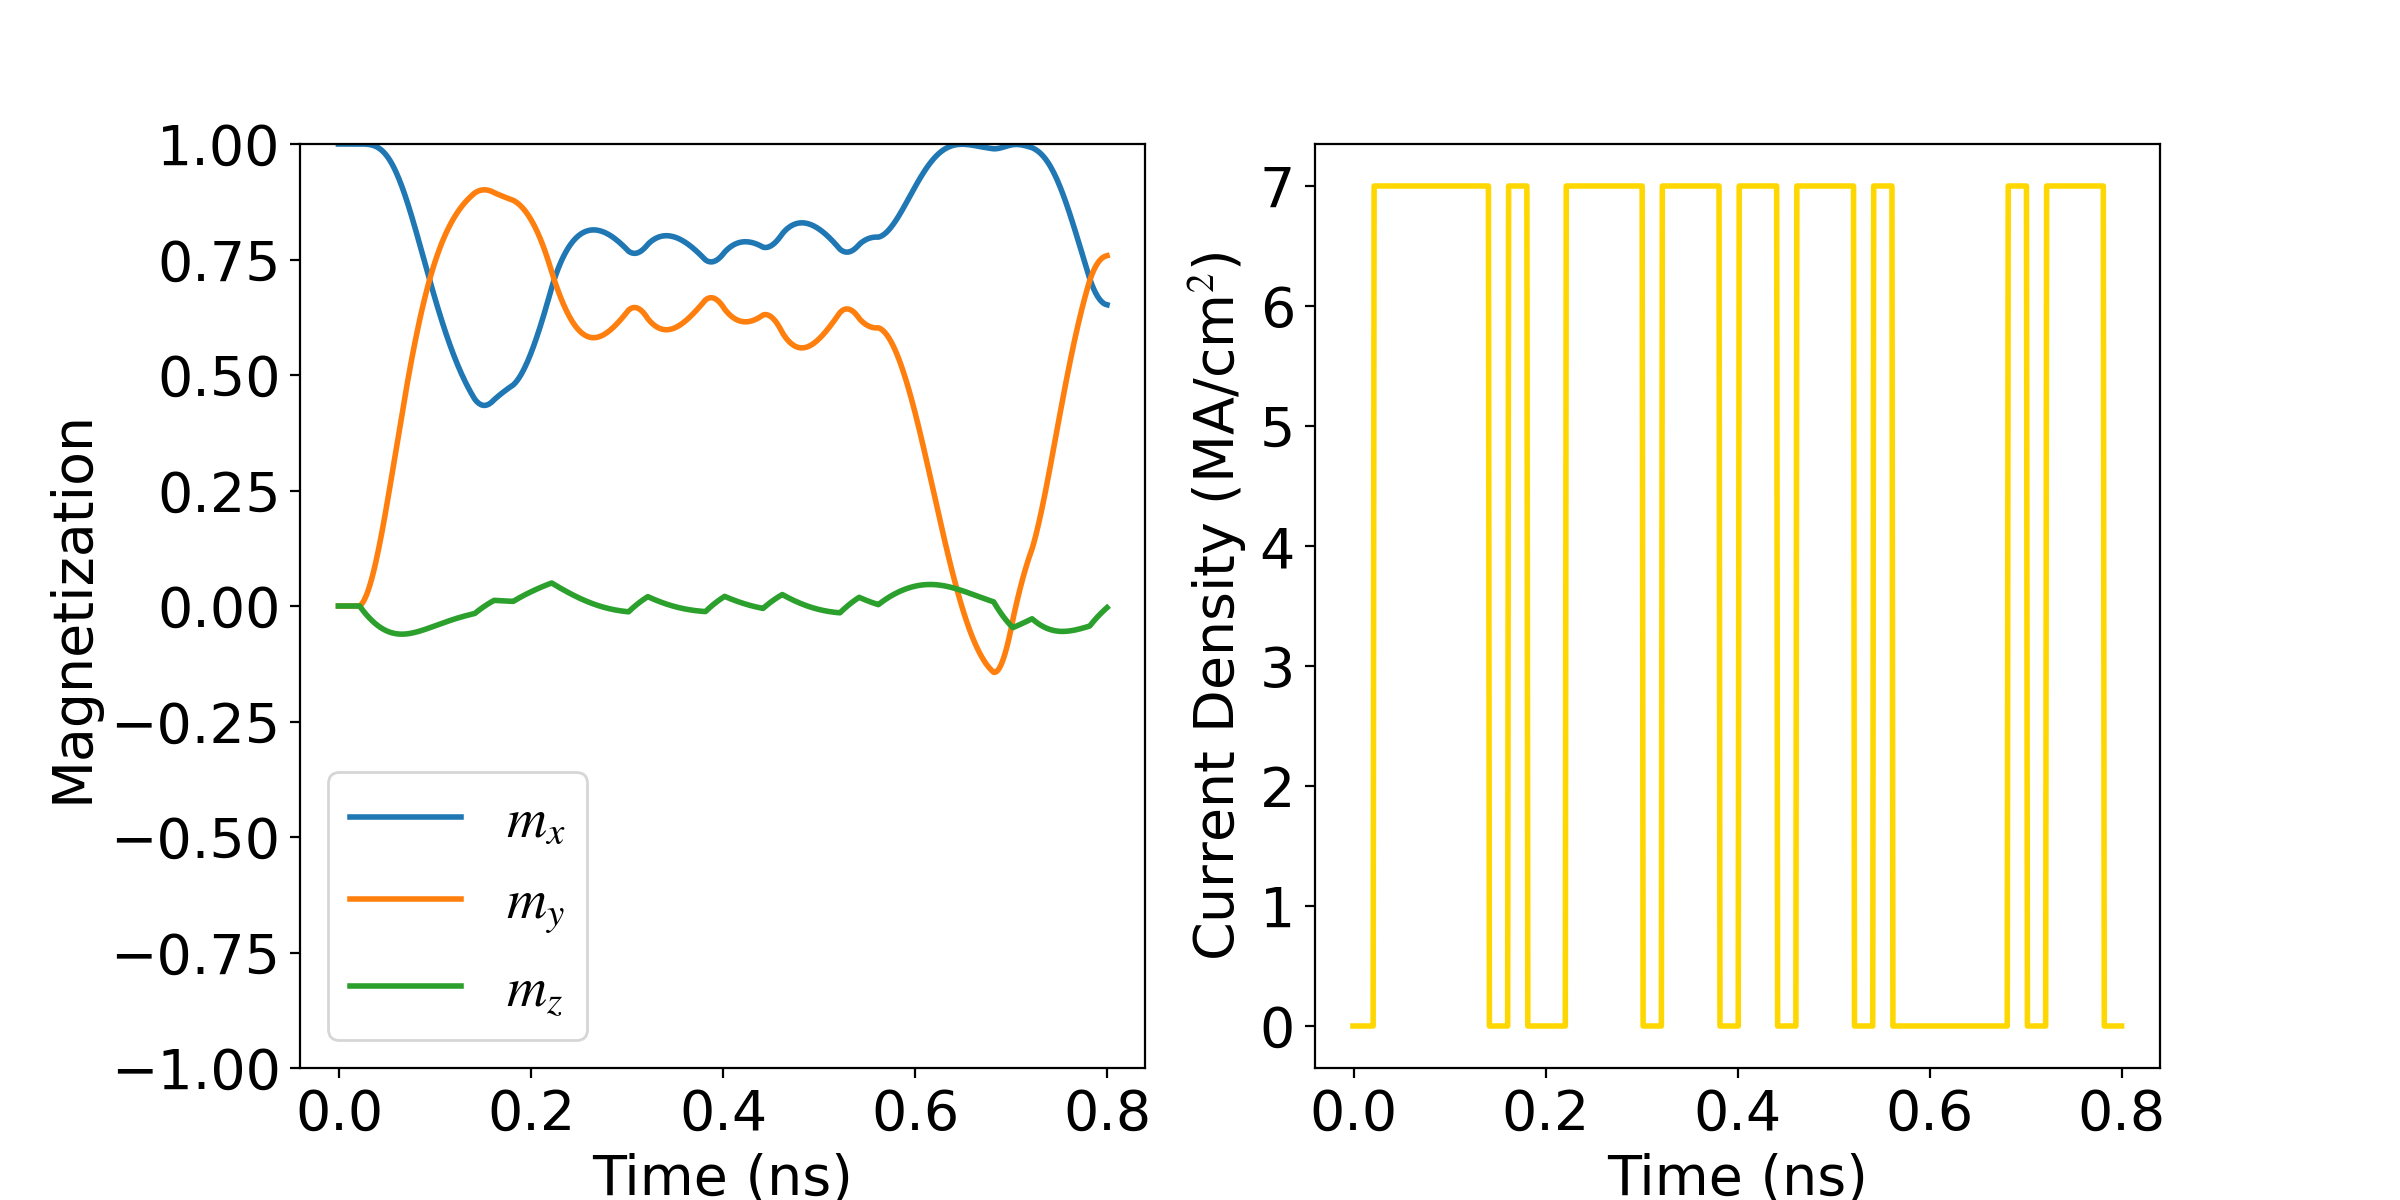 Magnetization
1.00
0.75
0.50
0.25
0.00
−0.25
−0.50
−0.75
−1.00
0.0 0.2 0.4 0.6 0.8
Time (ns)
m_x
m_y
m_z
Current Density (MA/cm²)
7
6
5
4
3
2
1
0
0.0 0.2 0.4 0.6 0.8
Time (ns)